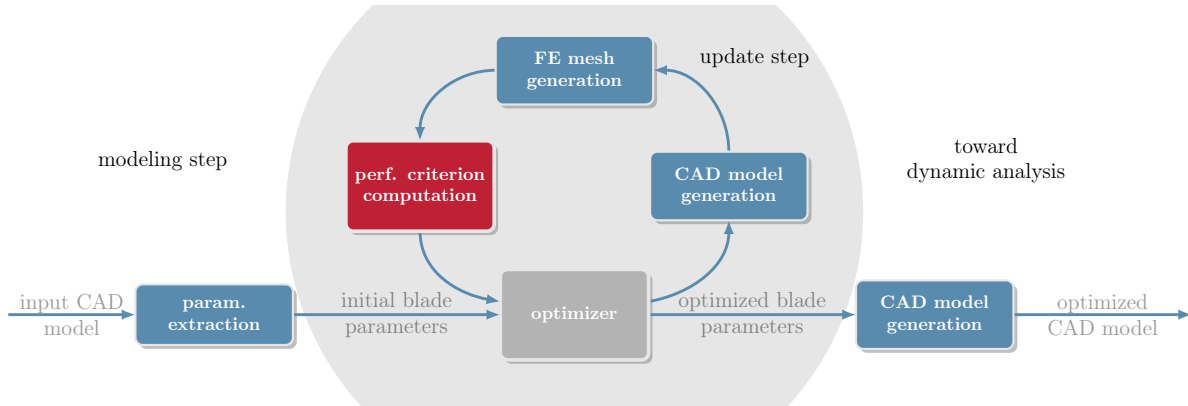 FE mesh
generation
update step
modeling step
perf. criterion
computation
CAD model
generation
toward
dynamic analysis
input CAD
model
param.
extraction
initial blade
parameters
optimizer
optimized blade
parameters
CAD model
generation
optimized
CAD model